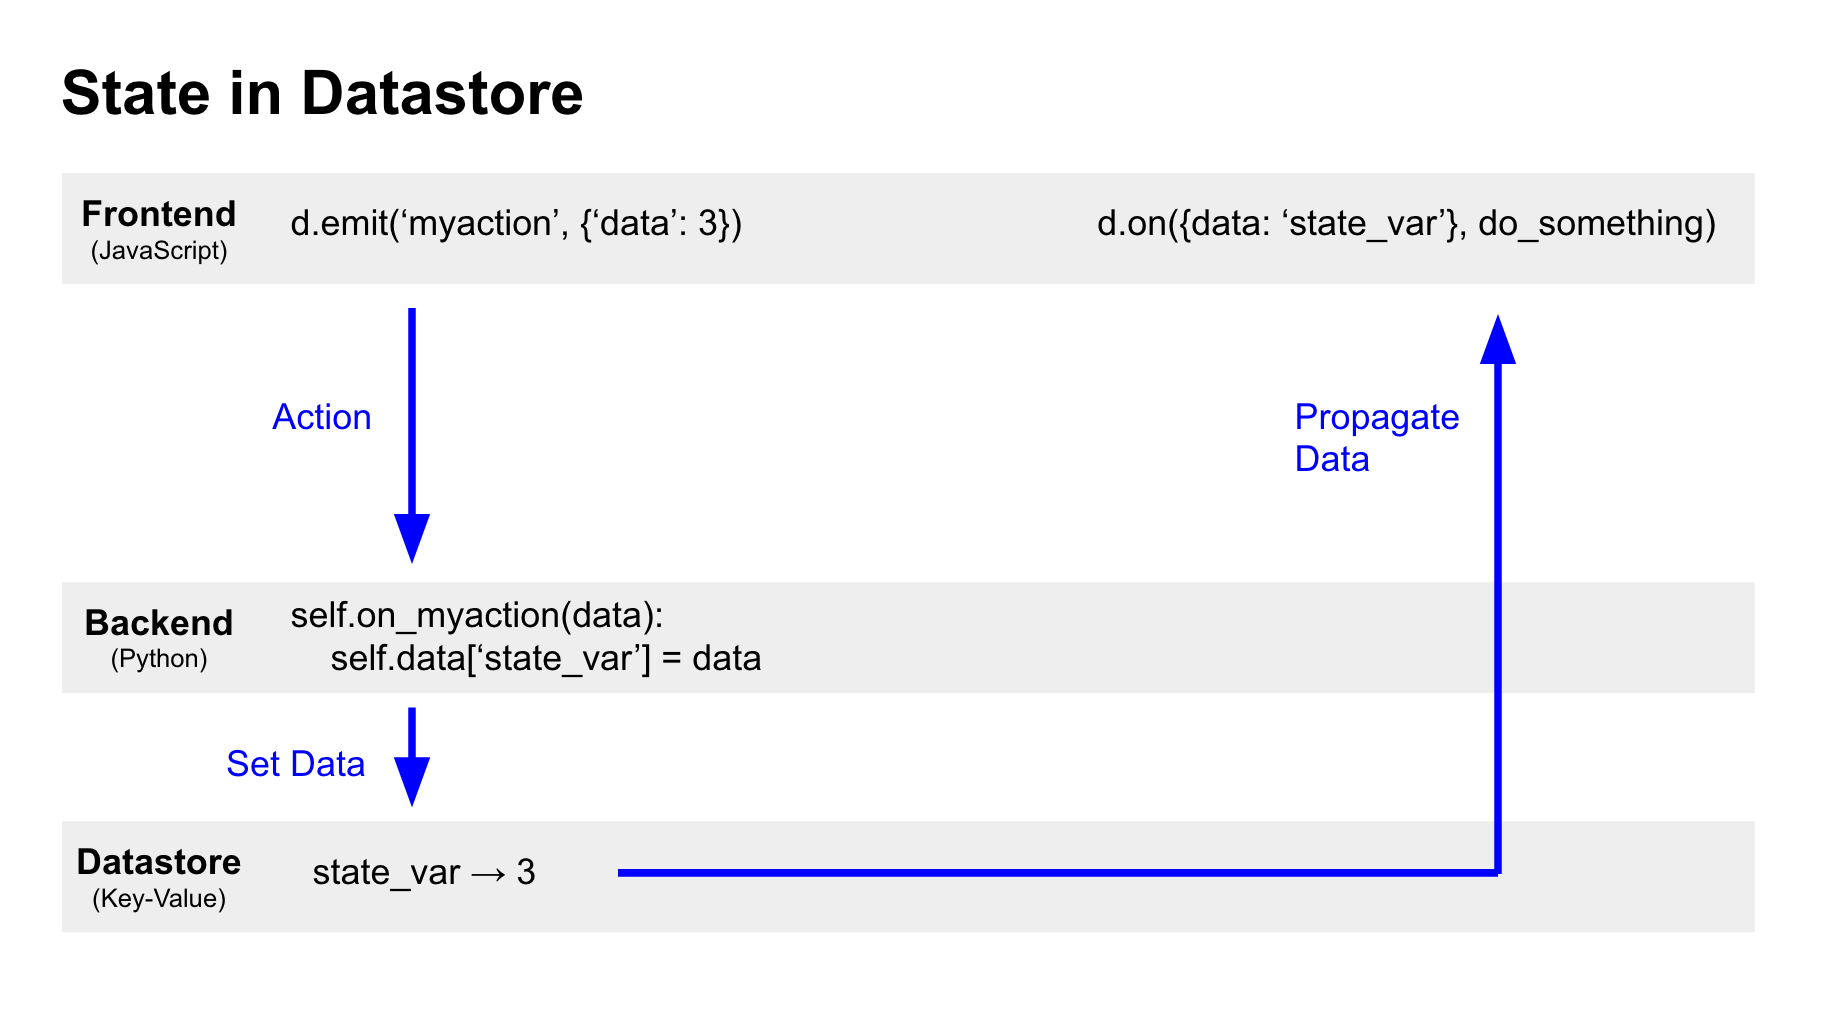 State in Datastore
Frontend
(JavaScript)
d.emit(‘myaction’, {‘data’: 3})
d.on({data: ‘state_var’}, do_something)
Action
Propagate
Data
Backend
(Python)
self.on_myaction(data):
self.data[‘state_var’] = data
Set Data
Datastore
(Key-Value)
state_var → 3